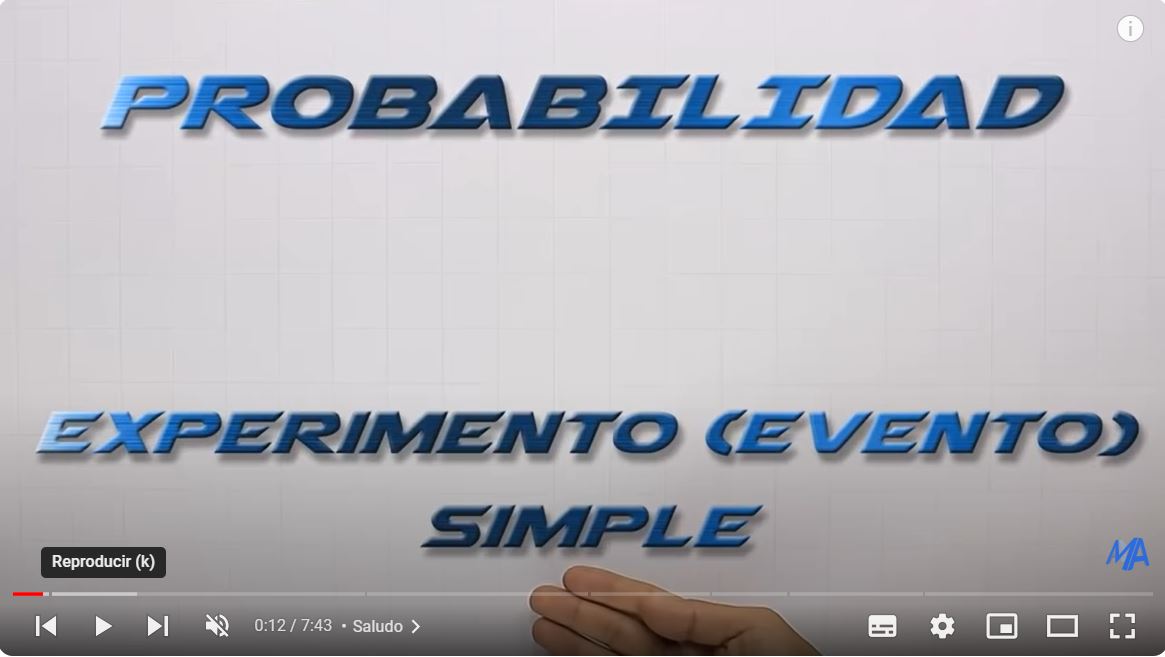 PROBABILIDAD
EXPERIMENTO (EVENTO)
SIMPLE
MA
Reproducir (k)
0:12 / 7:43 • Saludo